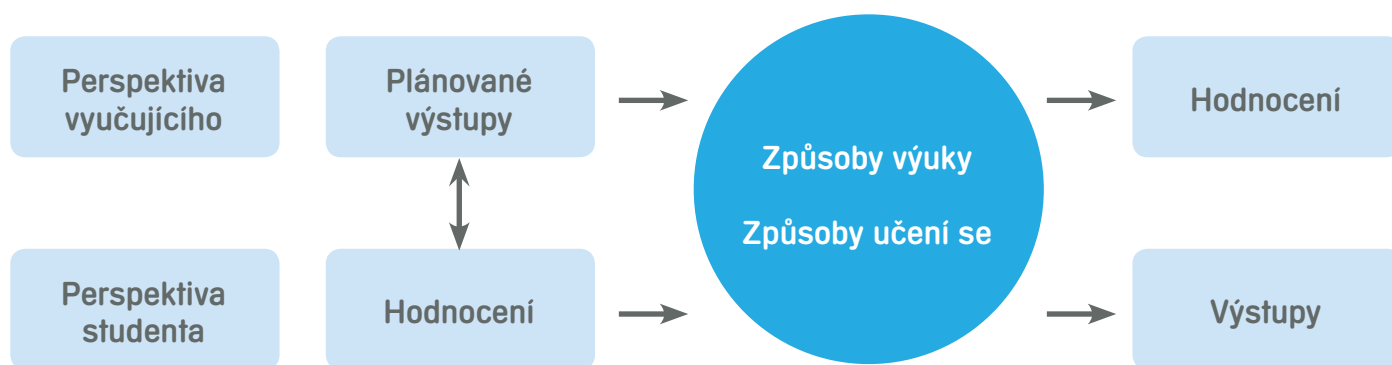 Perspektiva
vyučujícího
Plánované
výstupy
Způsoby výuky
Způsoby učení se
Hodnocení
Perspektiva
studenta
Hodnocení
Výstupy